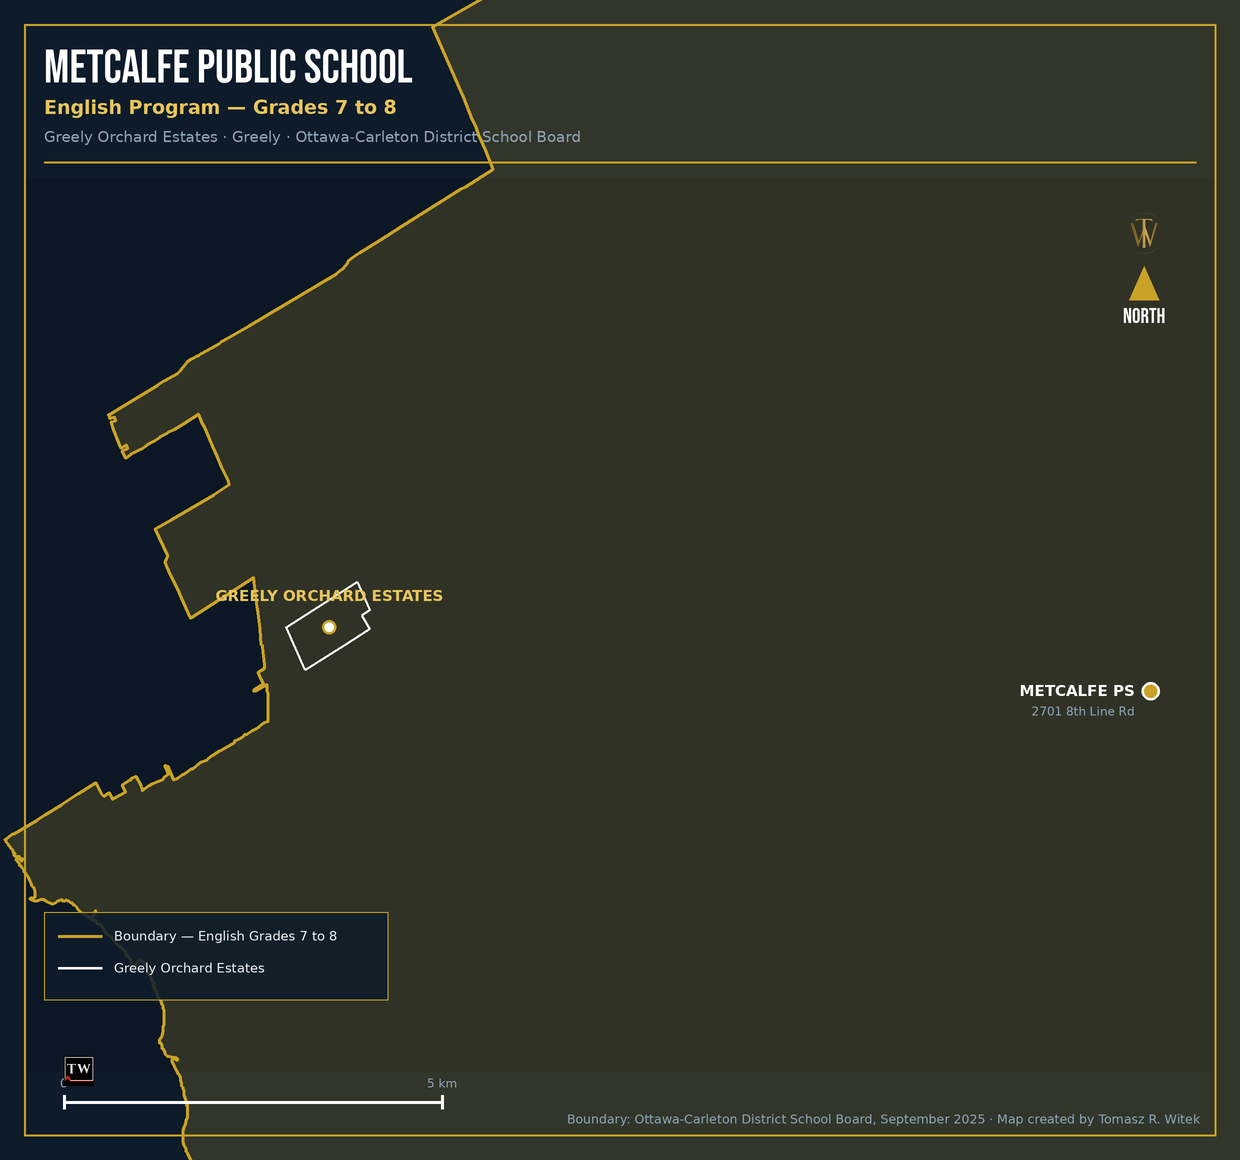 METCALFE PUBLIC SCHOOL
English Program — Grades 7 to 8
Greely Orchard Estates · Greely · Ottawa-Carleton District School Board
TW
NORTH
GREELY ORCHARD ESTATES
METCALFE PS
2701 8th Line Rd
Boundary — English Grades 7 to 8
Greely Orchard Estates
TW
5 km
Boundary: Ottawa-Carleton District School Board, September 2025 · Map created by Tomasz R. Witek